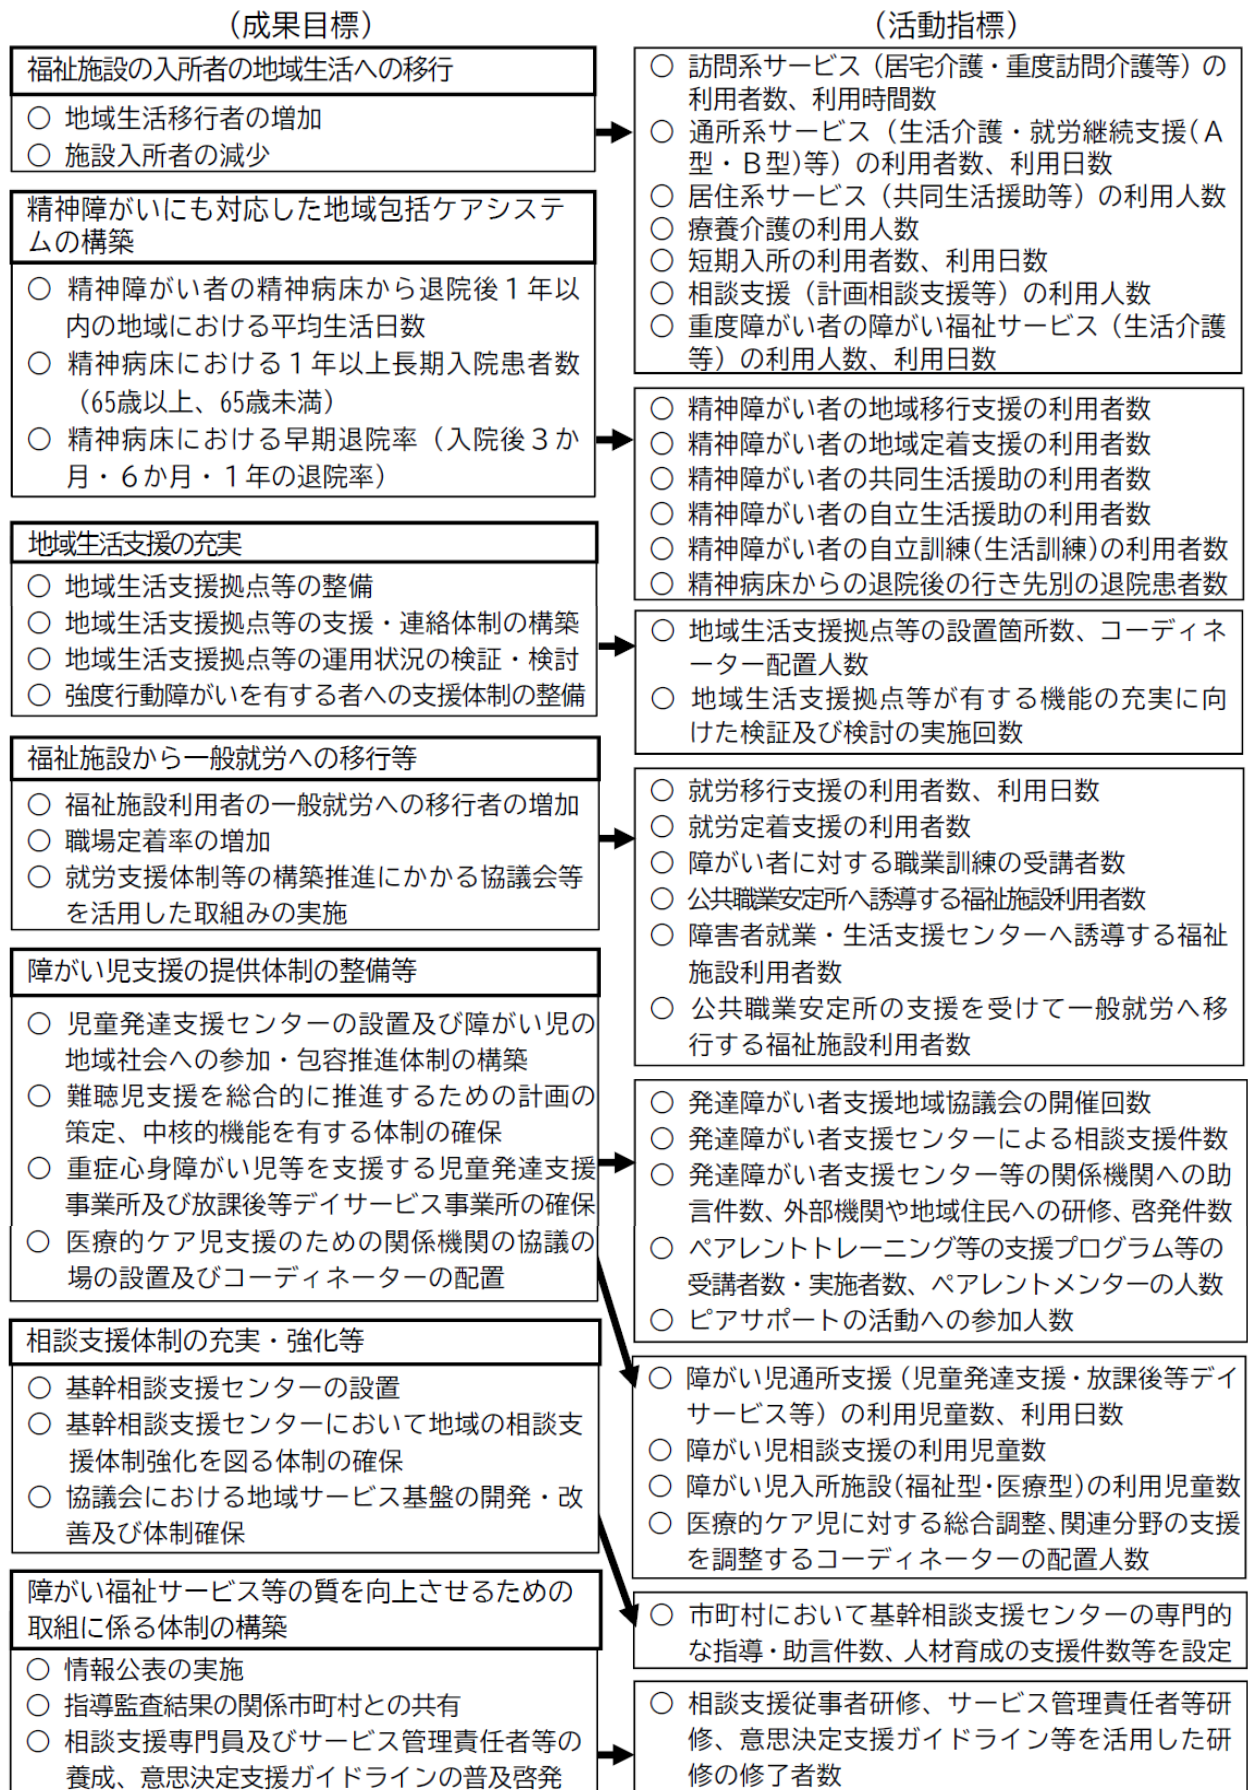 (成果目標)
福祉施設の入所者の地域生活への移行
○ 地域生活移行者の増加
○ 施設入所者の減少
精神障がいにも対応した地域包括ケアシステ
ムの構築
○ 精神障がい者の精神病床から退院後１年以
内の地域における平均生活日数
○ 精神病床における１年以上長期入院患者数
（65歳以上、65歳未満）
○ 精神病床における早期退院率（入院後３か
月・６か月・１年の退院率）
地域生活支援の充実
○ 地域生活支援拠点等の整備
○ 地域生活支援拠点等の支援・連絡体制の構築
○ 地域生活支援拠点等の運用状況の検証・検討
○ 強度行動障がいを有する者への支援体制の整備
福祉施設から一般就労への移行等
○ 福祉施設利用者の一般就労への移行者の増加
○ 職場定着率の増加
○ 就労支援体制等の構築推進にかかる協議会等
を活用した取組みの実施
障がい児支援の提供体制の整備等
○ 児童発達支援センターの設置及び障がい児の
地域社会への参加・包容推進体制の構築
○ 難聴児支援を総合的に推進するための計画の
策定、中核的機能を有する体制の確保
○ 重症心身障がい児等を支援する児童発達支援
事業所及び放課後等デイサービス事業所の確保
○ 医療的ケア児支援のための関係機関の協議の
場の設置及びコーディネーターの配置
相談支援体制の充実・強化等
○ 基幹相談支援センターの設置
○ 基幹相談支援センターにおいて地域の相談支
援体制強化を図る体制の確保
○ 協議会における地域サービス基盤の開発・改
善及び体制確保
障がい福祉サービス等の質を向上させるための
取組に係る体制の構築
○ 情報公表の実施
○ 指導監査結果の関係市町村との共有
○ 相談支援専門員及びサービス管理責任者等の
養成、意思決定支援ガイドラインの普及啓発
(活動指標)
○ 訪問系サービス（居宅介護・重度訪問介護等）の
利用者数、利用時間数
○ 通所系サービス（生活介護・就労継続支援(Ａ
型・Ｂ型)等）の利用者数、利用日数
○ 居住系サービス（共同生活援助等）の利用人数
○ 療養介護の利用人数
○ 短期入所の利用者数、利用日数
○ 相談支援（計画相談支援等）の利用人数
○ 重度障がい者の障がい福祉サービス（生活介護
等）の利用人数、利用日数
○ 精神障がい者の地域移行支援の利用者数
○ 精神障がい者の地域定着支援の利用者数
○ 精神障がい者の共同生活援助の利用者数
○ 精神障がい者の自立生活援助の利用者数
○ 精神障がい者の自立訓練(生活訓練)の利用者数
○ 精神病床からの退院後の行き先別の退院患者数
○ 地域生活支援拠点等の設置箇所数、コーディネ
ーター配置人数
○ 地域生活支援拠点等が有する機能の充実に向
けた検証及び検討の実施回数
○ 就労移行支援の利用者数、利用日数
○ 就労定着支援の利用者数
○ 障がい者に対する職業訓練の受講者数
○ 公共職業安定所へ誘導する福祉施設利用者数
○ 障害者就業・生活支援センターへ誘導する福祉
施設利用者数
○ 公共職業安定所の支援を受けて一般就労へ移
行する福祉施設利用者数
○ 発達障がい者支援地域協議会の開催回数
○ 発達障がい者支援センターによる相談支援件数
○ 発達障がい者支援センター等の関係機関への助
言件数、外部機関や地域住民への研修、啓発件数
○ ペアレントトレーニング等の支援プログラム等の
受講者数・実施者数、ペアレントメンターの人数
○ ピアサポートの活動への参加人数
○ 障がい児通所支援（児童発達支援・放課後等デイ
サービス等）の利用児童数、利用日数
○ 障がい児相談支援の利用児童数
○ 障がい児入所施設(福祉型・医療型)の利用児童数
○ 医療的ケア児に対する総合調整、関連分野の支援
を調整するコーディネーターの配置人数
○ 市町村において基幹相談支援センターの専門的
な指導・助言件数、人材育成の支援件数等を設定
○ 相談支援従事者研修、サービス管理責任者等研
修、意思決定支援ガイドライン等を活用した研
修の修了者数